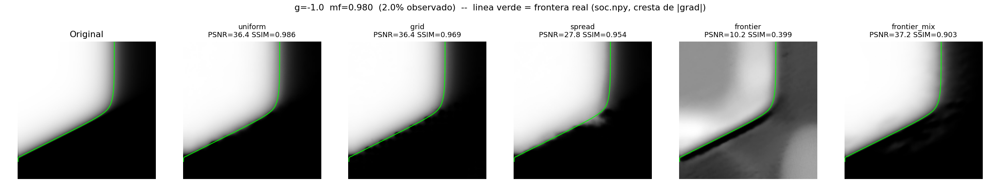 g=-1.0 mf=0.980 (2.0% observado) -- linea verde = frontera real (soc.npy, cresta de |grad|)
Original
uniform
PSNR=36.4 SSIM=0.986
grid
PSNR=36.4 SSIM=0.969
spread
PSNR=27.8 SSIM=0.954
frontier
PSNR=10.2 SSIM=0.399
frontier_mix
PSNR=37.2 SSIM=0.903